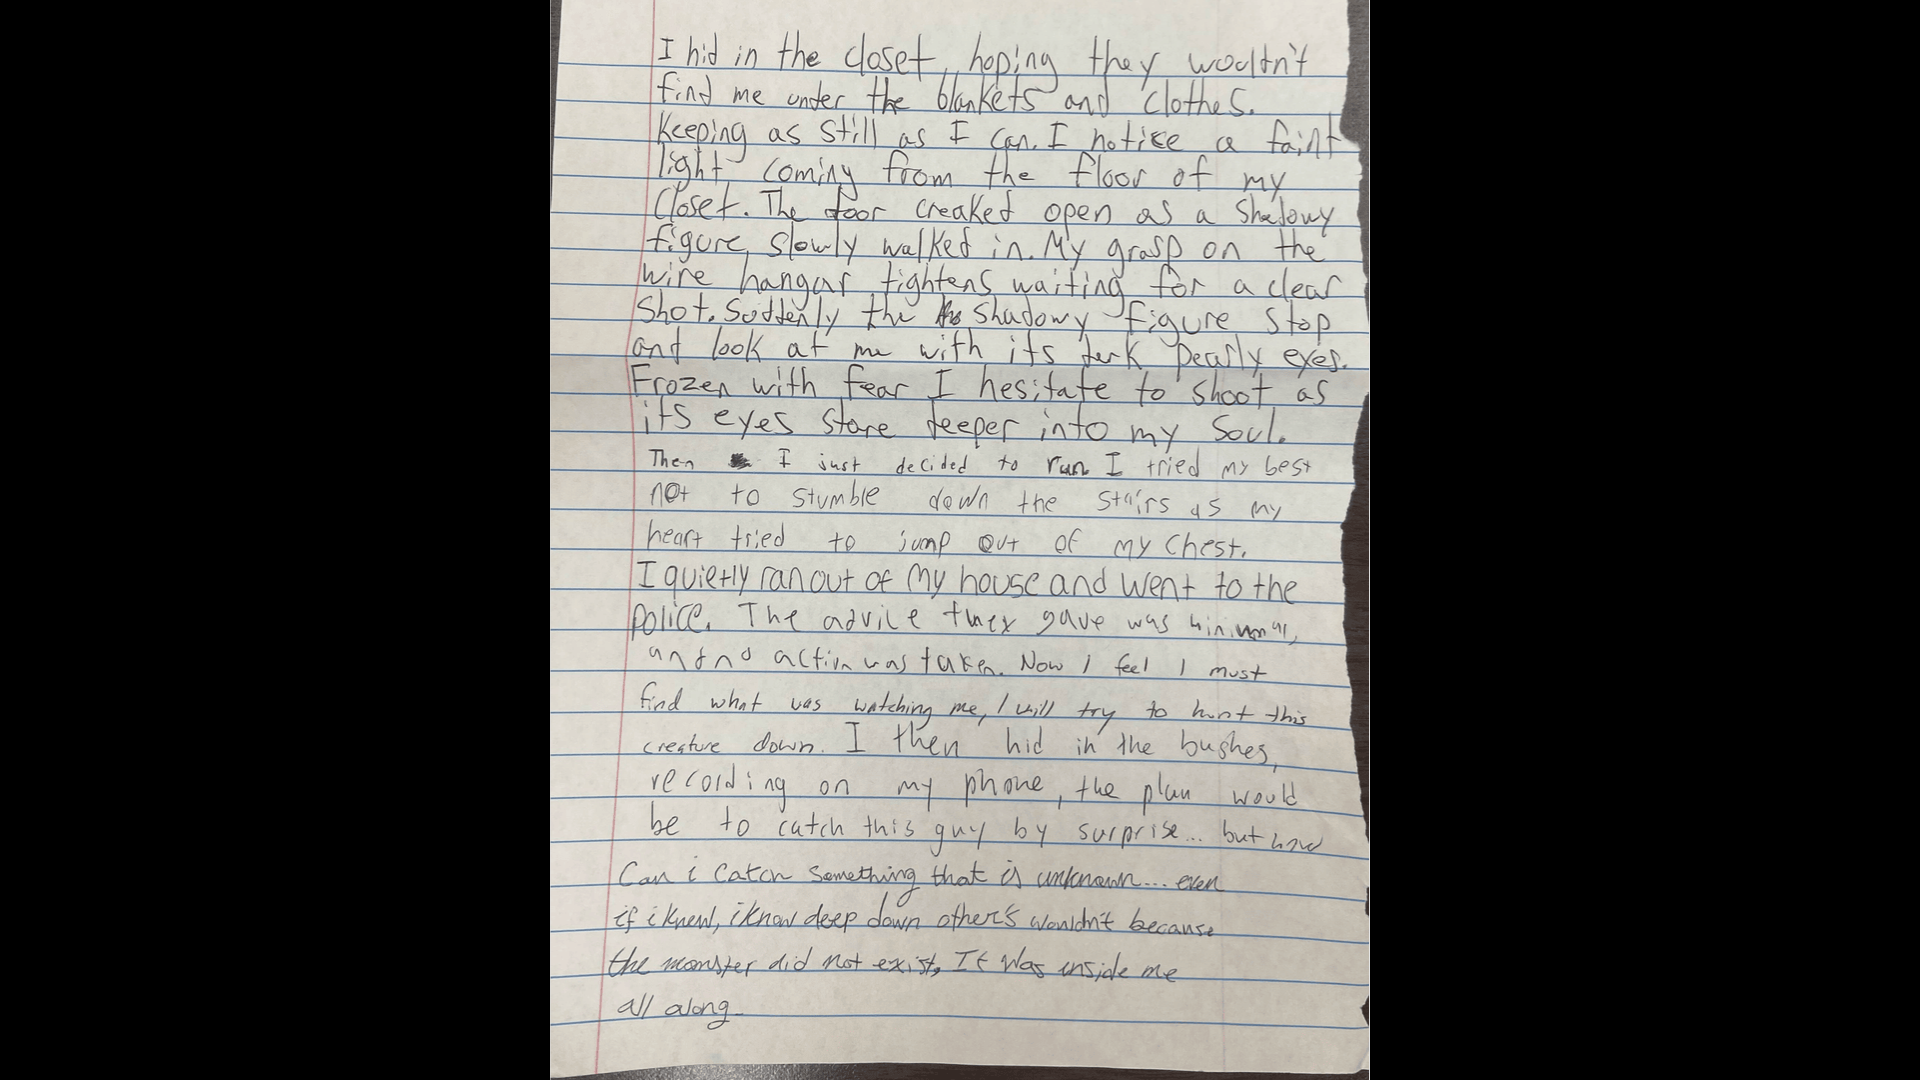 I hid in the closet, hoping they wouldn't
find me under the blankets and clothes.
Keeping as still as I can. I notice a faint
light coming from the floor of my
Closet. The door creaked open as a Shadowy
figure slowly walked in. My grasp on the
wire hangar tightens waiting for a clear
Shot. Suddenly the shadowy figure stop
and look at me with its dark pearly eyes.
Frozen with fear I hesitate to shoot as
its eyes stare deeper into my Soul.
Then I just decided to run I tried my best
not to stumble down the stairs as my
heart tried to jump out of my chest.
I quietly ran out of My house and went to the
police. The advice they gave was minimal,
and no action was taken. Now I feel I must
find what was watching me, I will try to hunt this
creature down. I then hid in the bushes,
recording on my phone, the plan would
be to catch this guy by surprise... but how
Can i catch something that is unknown... even
if i knew, i know deep down other's wouldn't because
the monster did not exist, It was inside me
all along